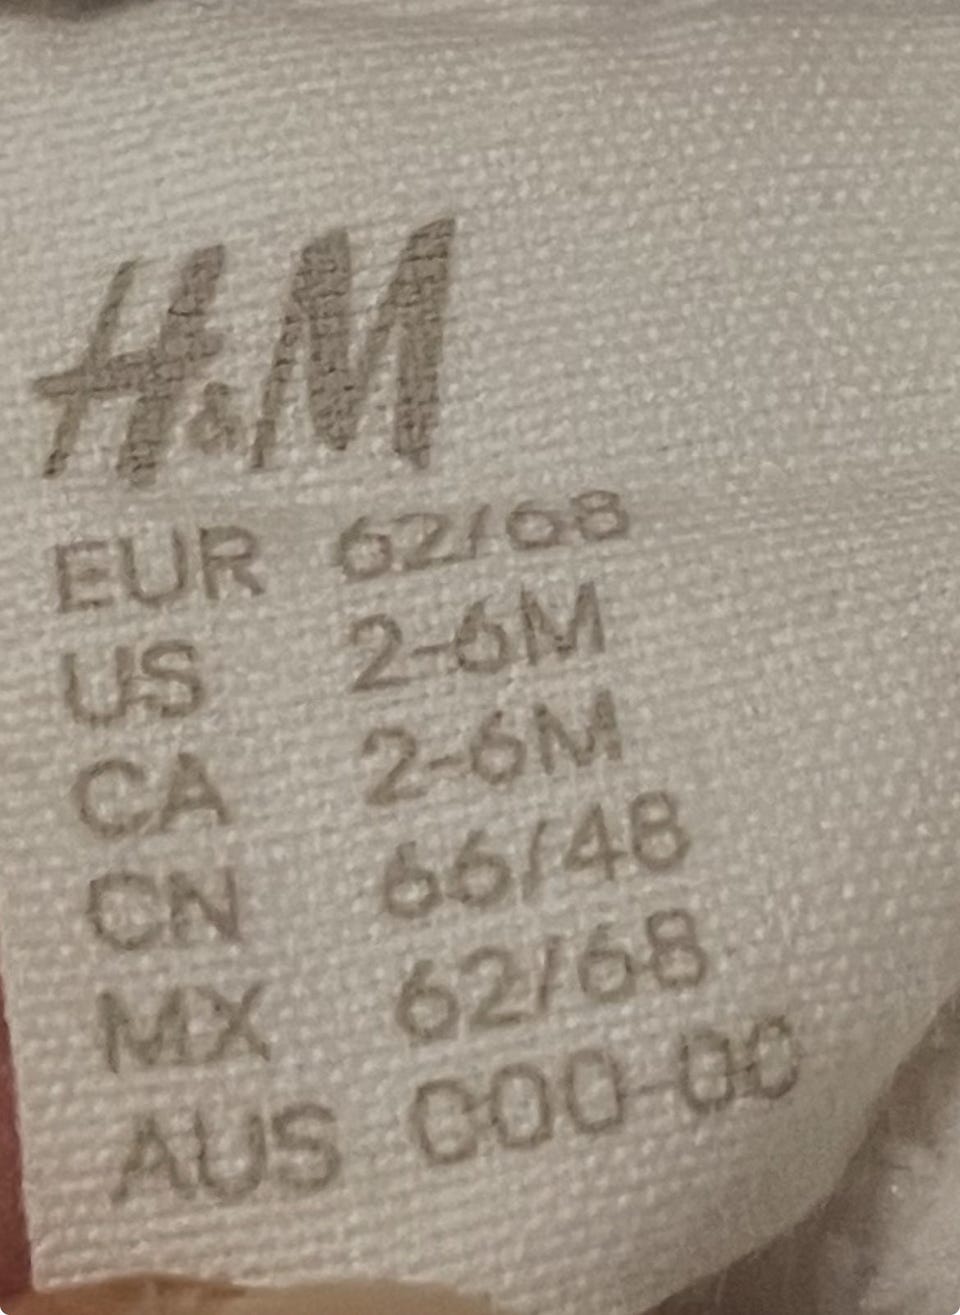 H&M
EUR 62/68
US 2-6M
CA 2-6M
CN 66/48
MX 62/68
AUS 000-00